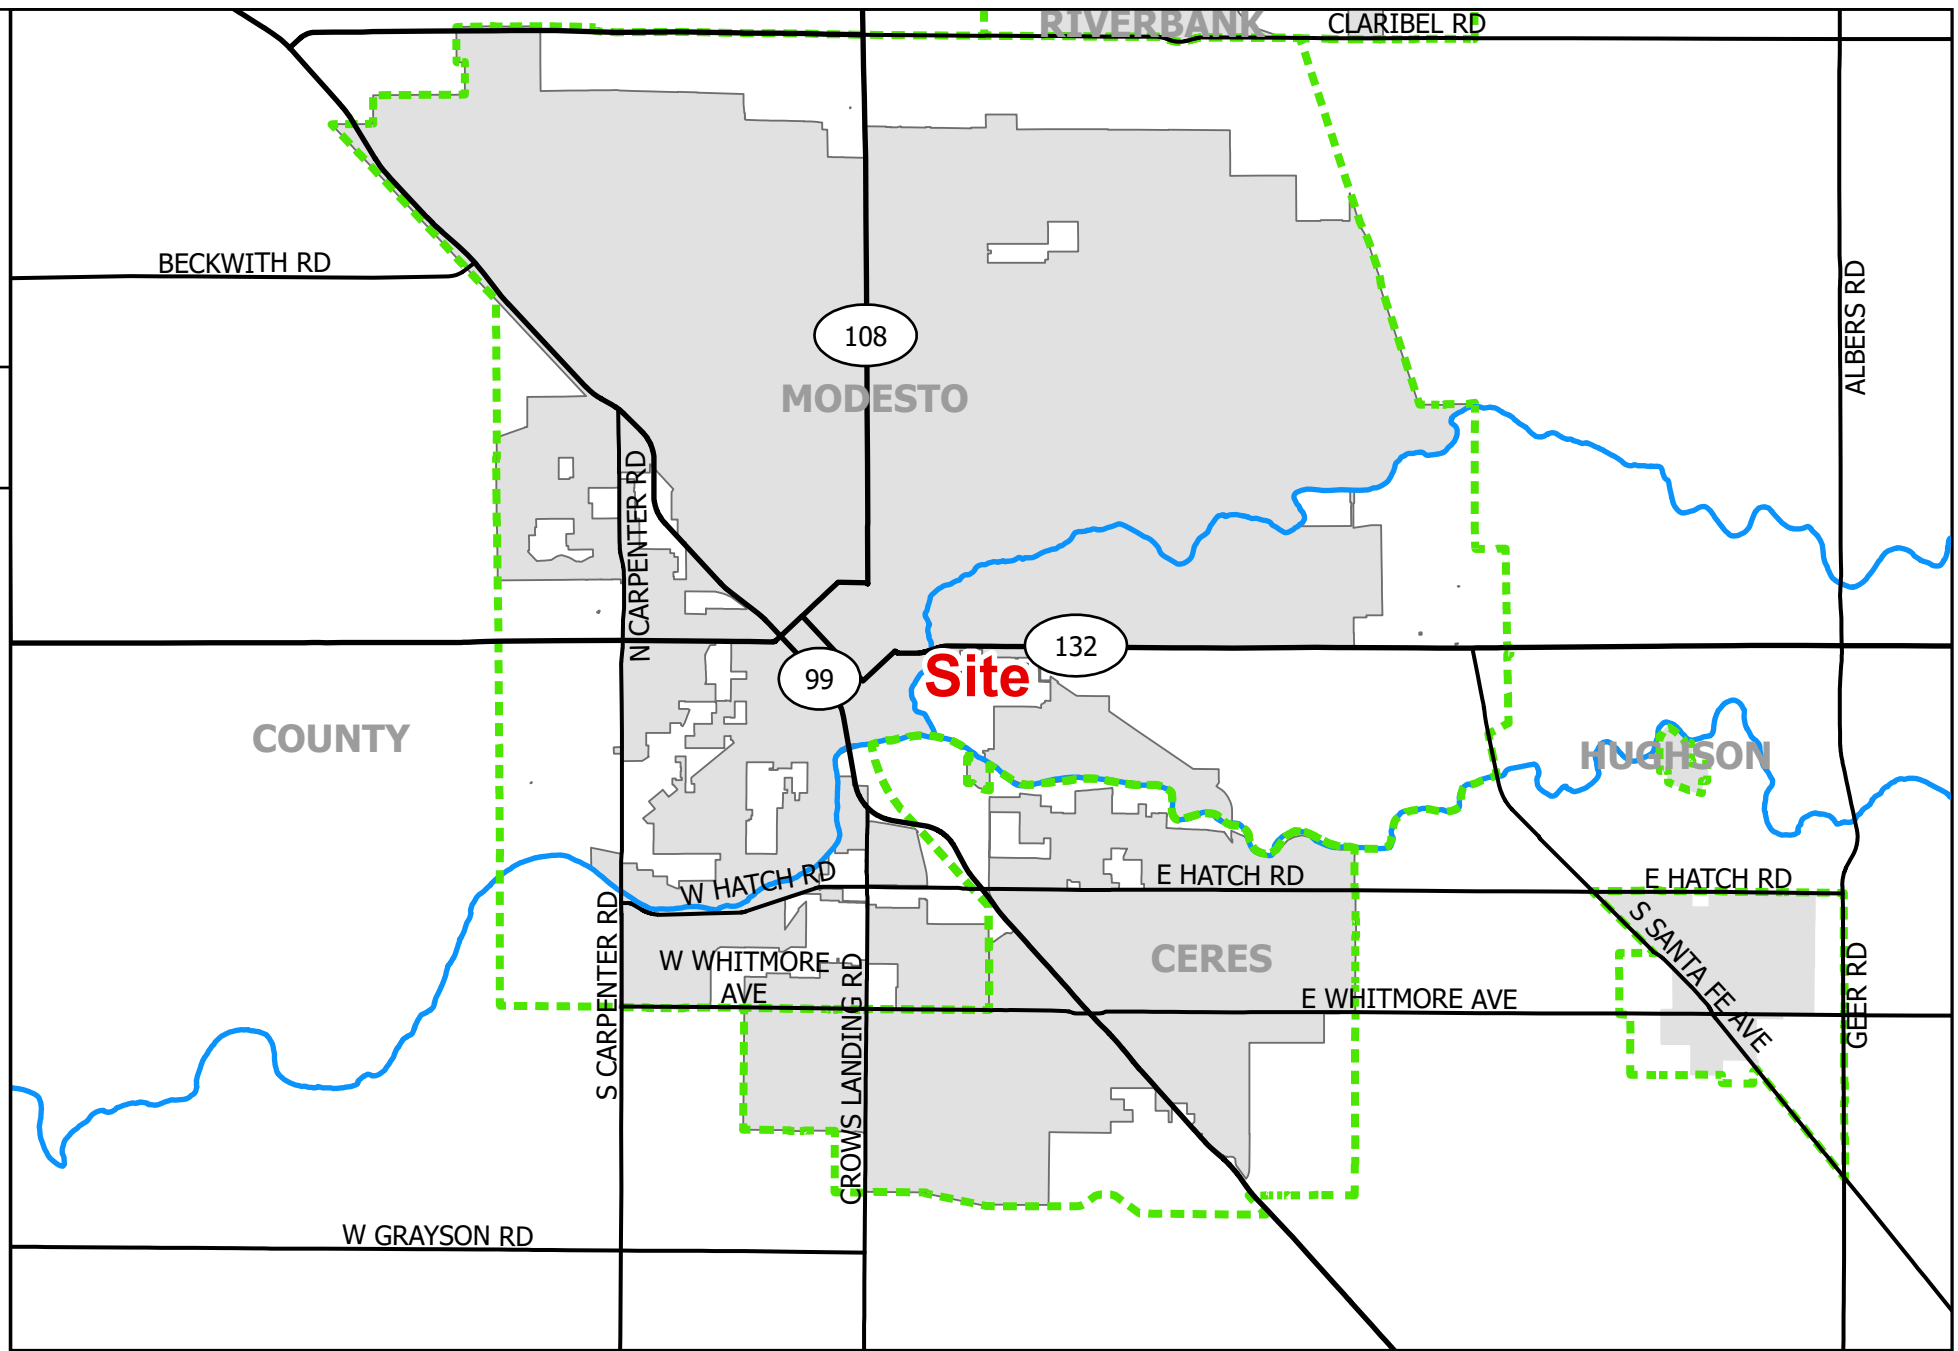 RIVERBANK
CLARIBEL RD
BECKWITH RD
ALBERS RD
108
MODESTO
N CARPENTER RD
132
Site
99
COUNTY
HUGHSON
W HATCH RD
E HATCH RD
E HATCH RD
S CARPENTER RD
S SANTA FE AVE
W WHITMORE
AVE
CERES
GEER RD
CROWS LANDING RD
E WHITMORE AVE
W GRAYSON RD